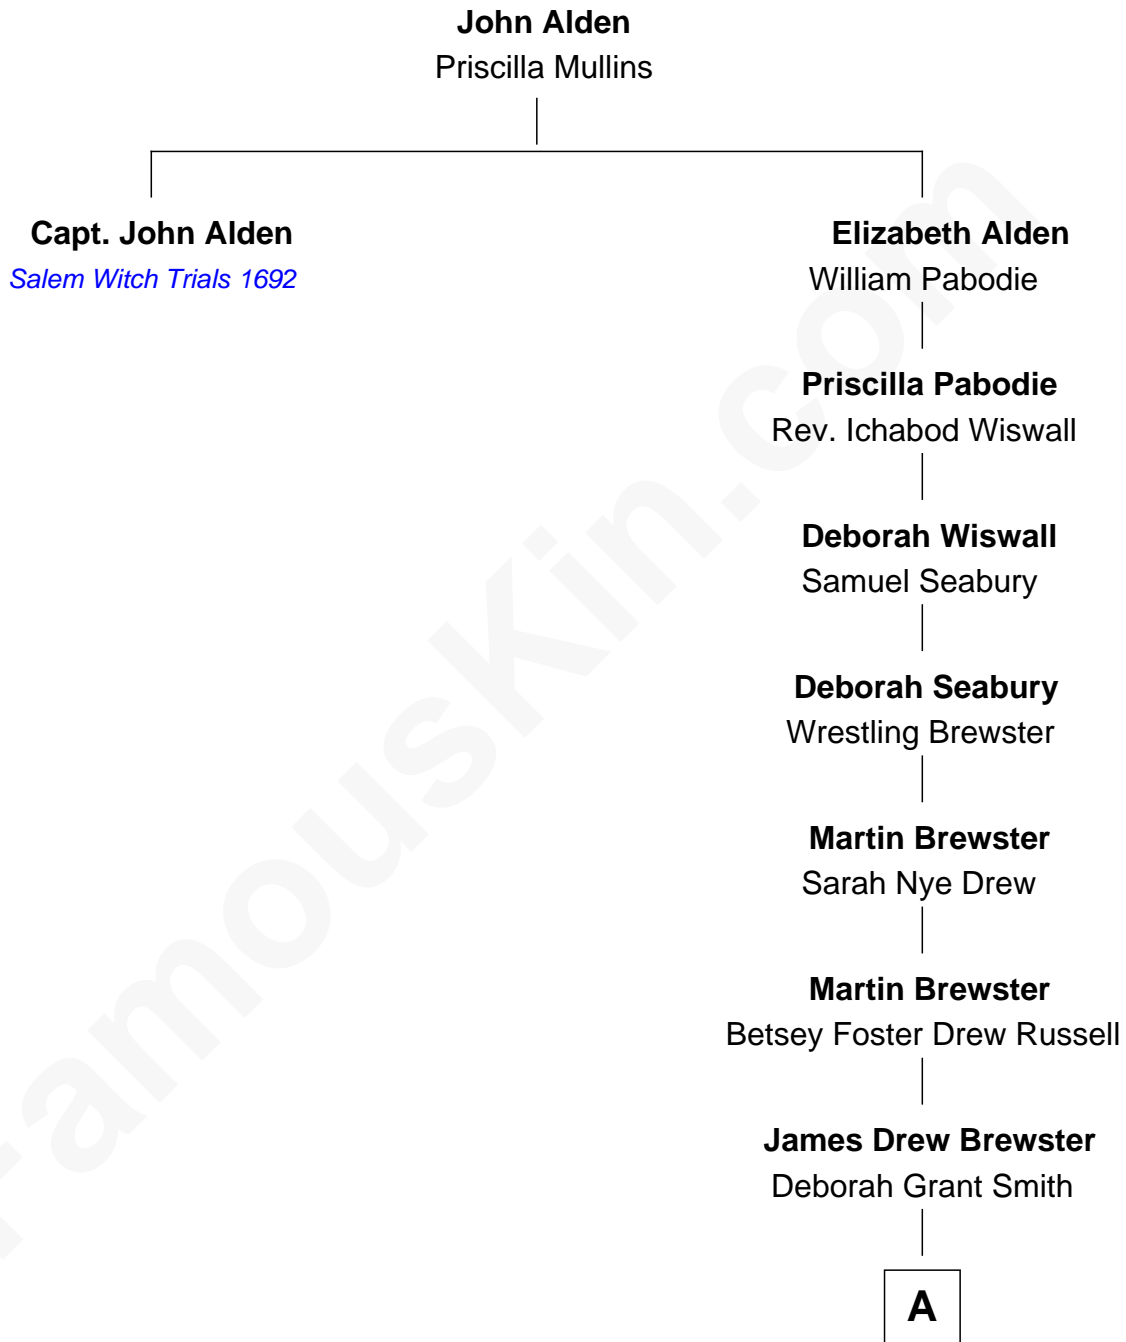 John Alden
Priscilla Mullins
Capt. John Alden
Salem Witch Trials 1692
Elizabeth Alden
William Pabodie
Priscilla Pabodie
Rev. Ichabod Wiswall
Deborah Wiswall
Samuel Seabury
Deborah Seabury
Wrestling Brewster
Martin Brewster
Sarah Nye Drew
Martin Brewster
Betsey Foster Drew Russell
James Drew Brewster
Deborah Grant Smith
A
FamousKin.com